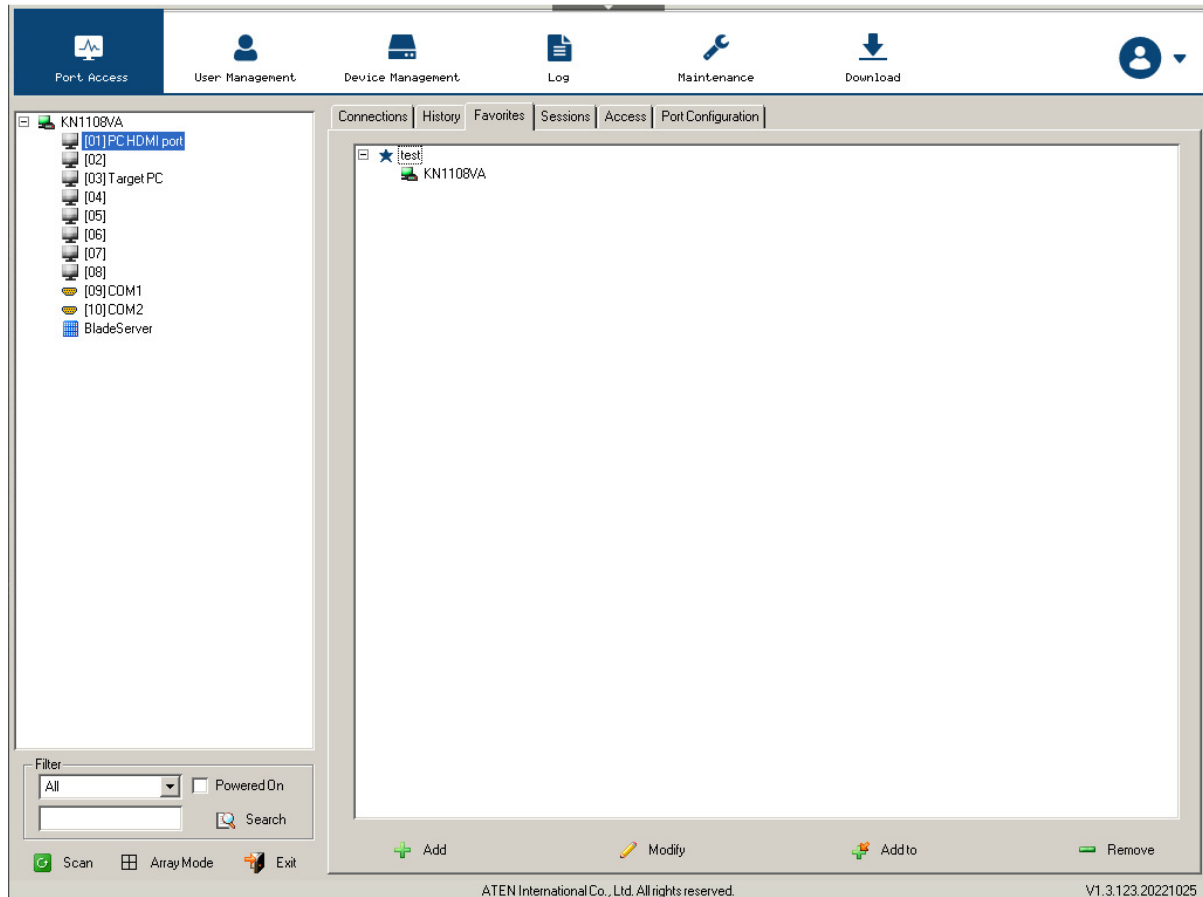 Port Access
User Management
Device Management
Log
Maintenance
Download
KN1108VA
[01]PC HDMI port
[02]
[03]Target PC
[04]
[05]
[06]
[07]
[08]
[09]COM1
[10]COM2
BladeServer
Filter
All
Powered On
Search
Scan
Array Mode
Exit
Connections
History
Favorites
Sessions
Access
Port Configuration
test
KN1108VA
Add
Modify
Add to
Remove
ATEN International Co., Ltd. All rights reserved.
V1.3.123.20221025